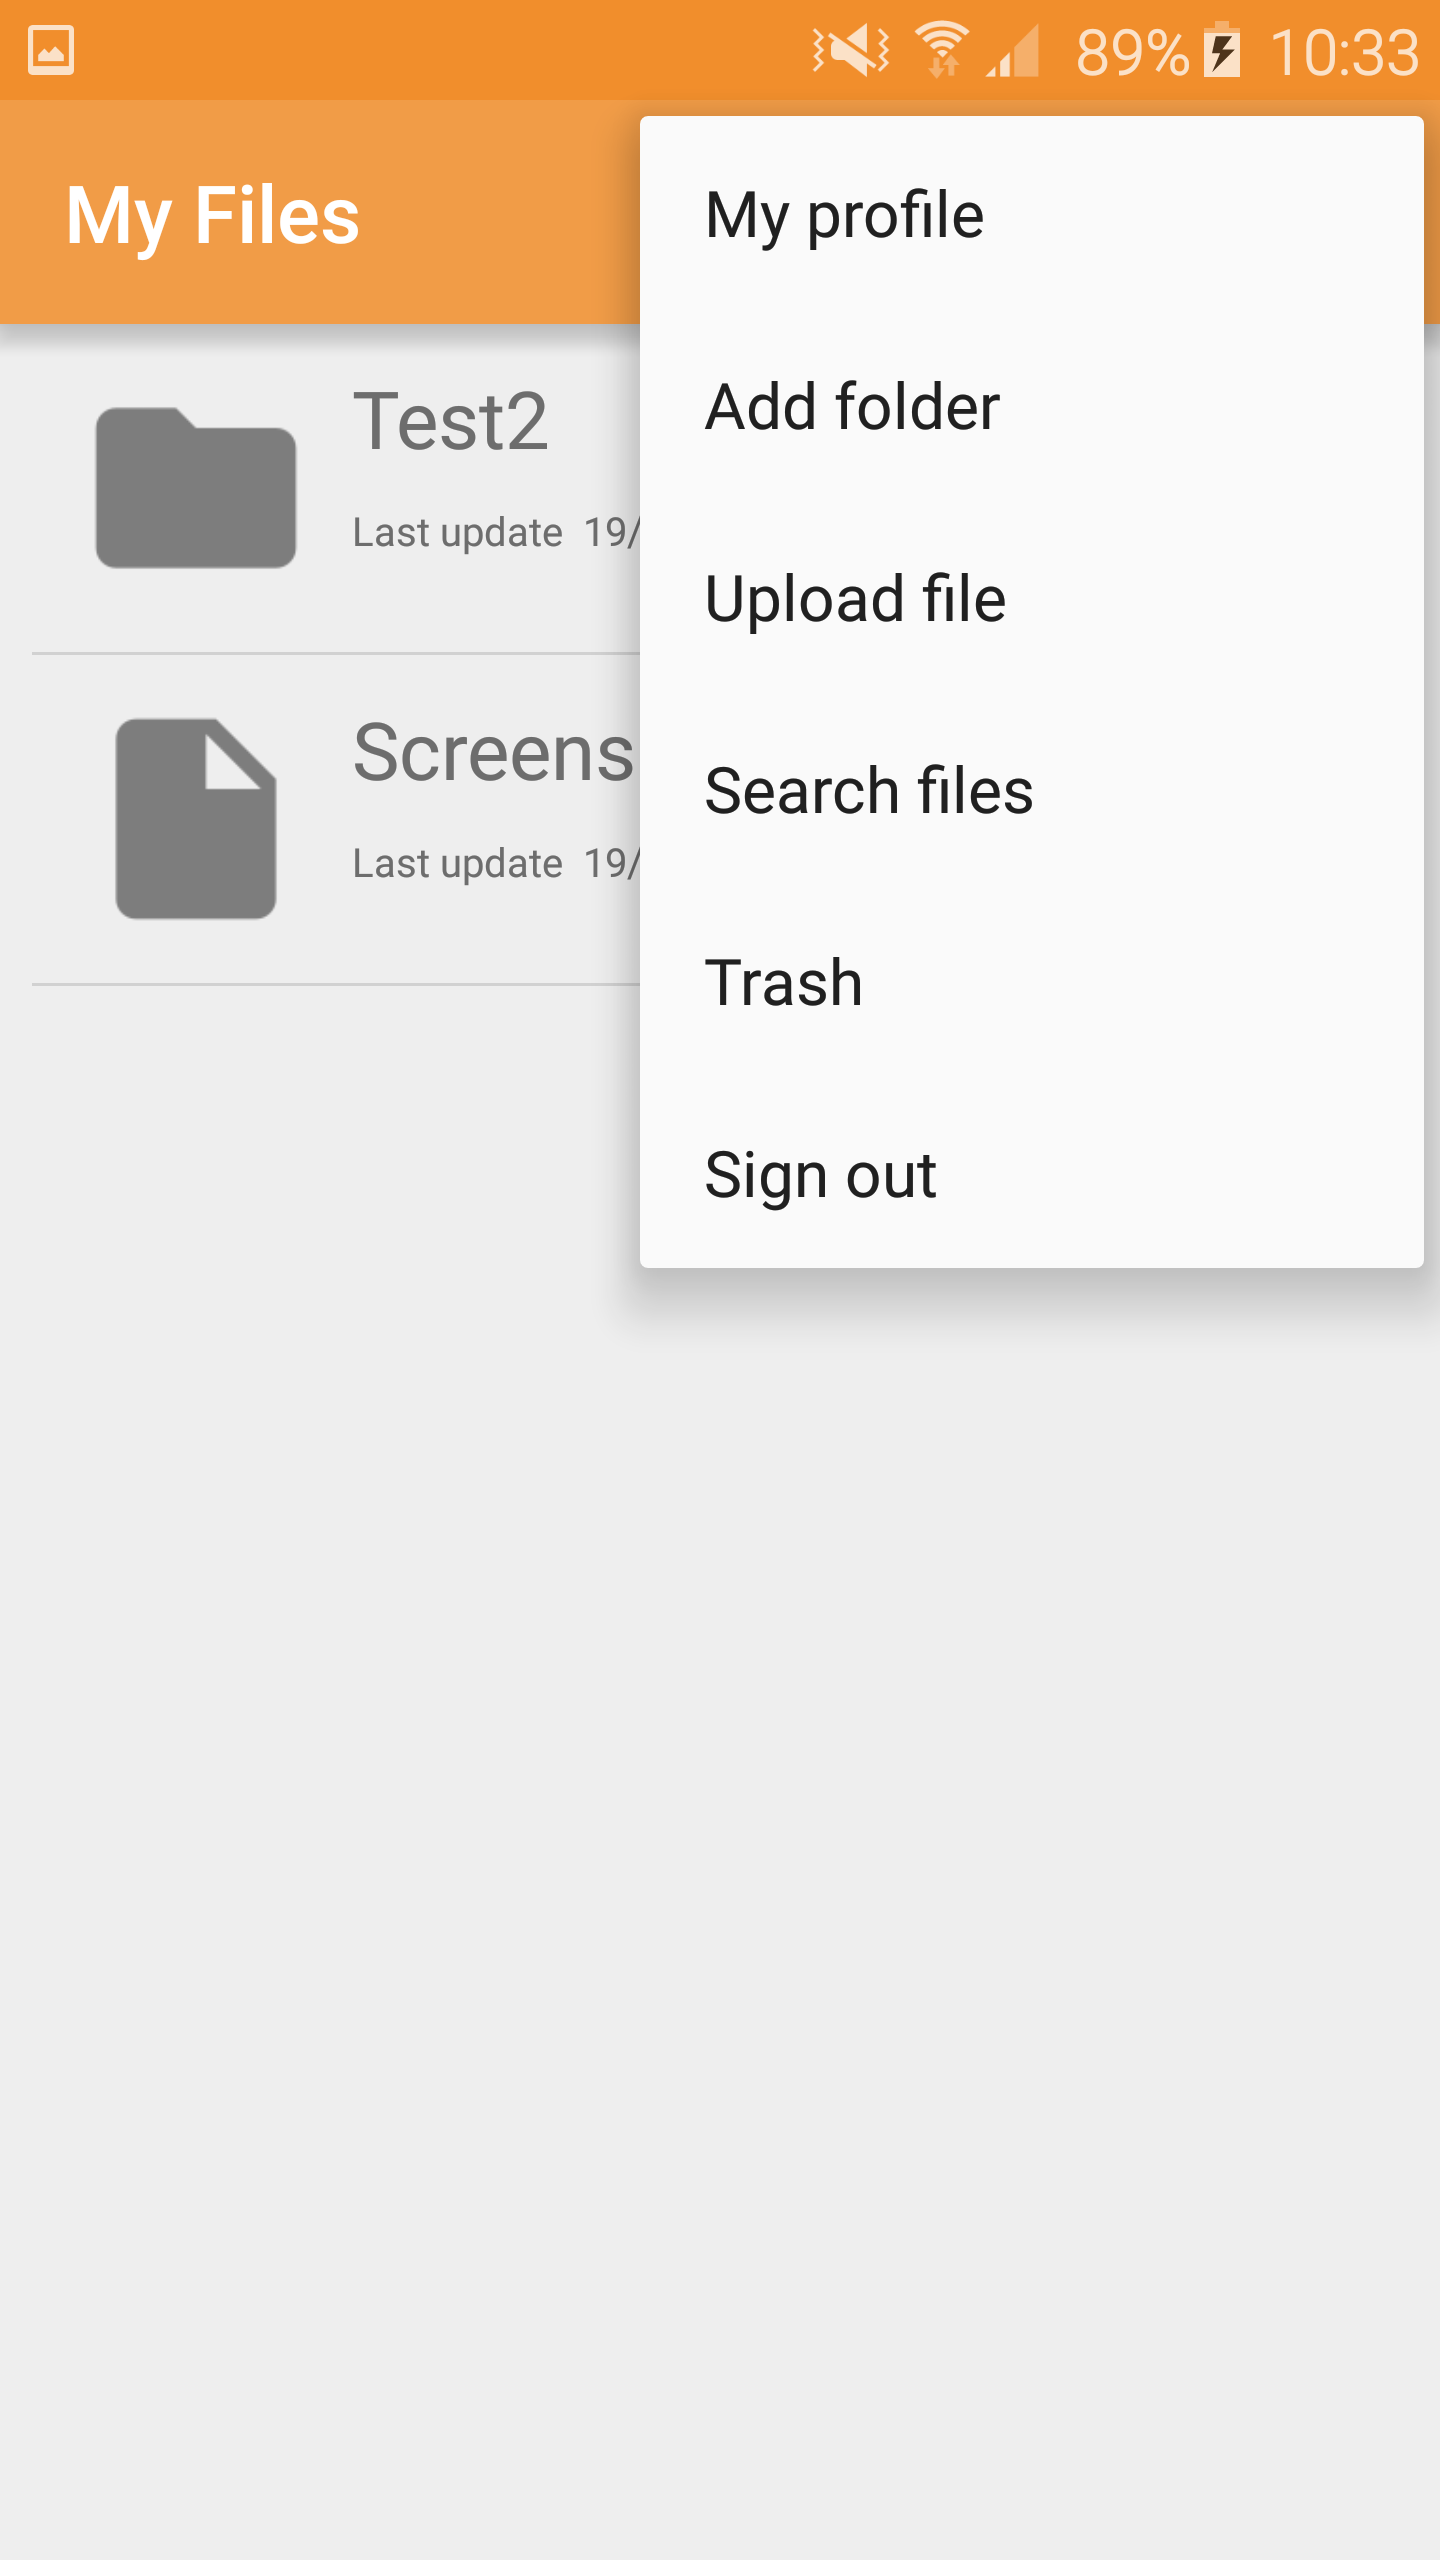 89% 10:33
My Files
My profile
Add folder
Upload file
Search files
Trash
Sign out
Test2
Last update 19/
Screens
Last update 19/